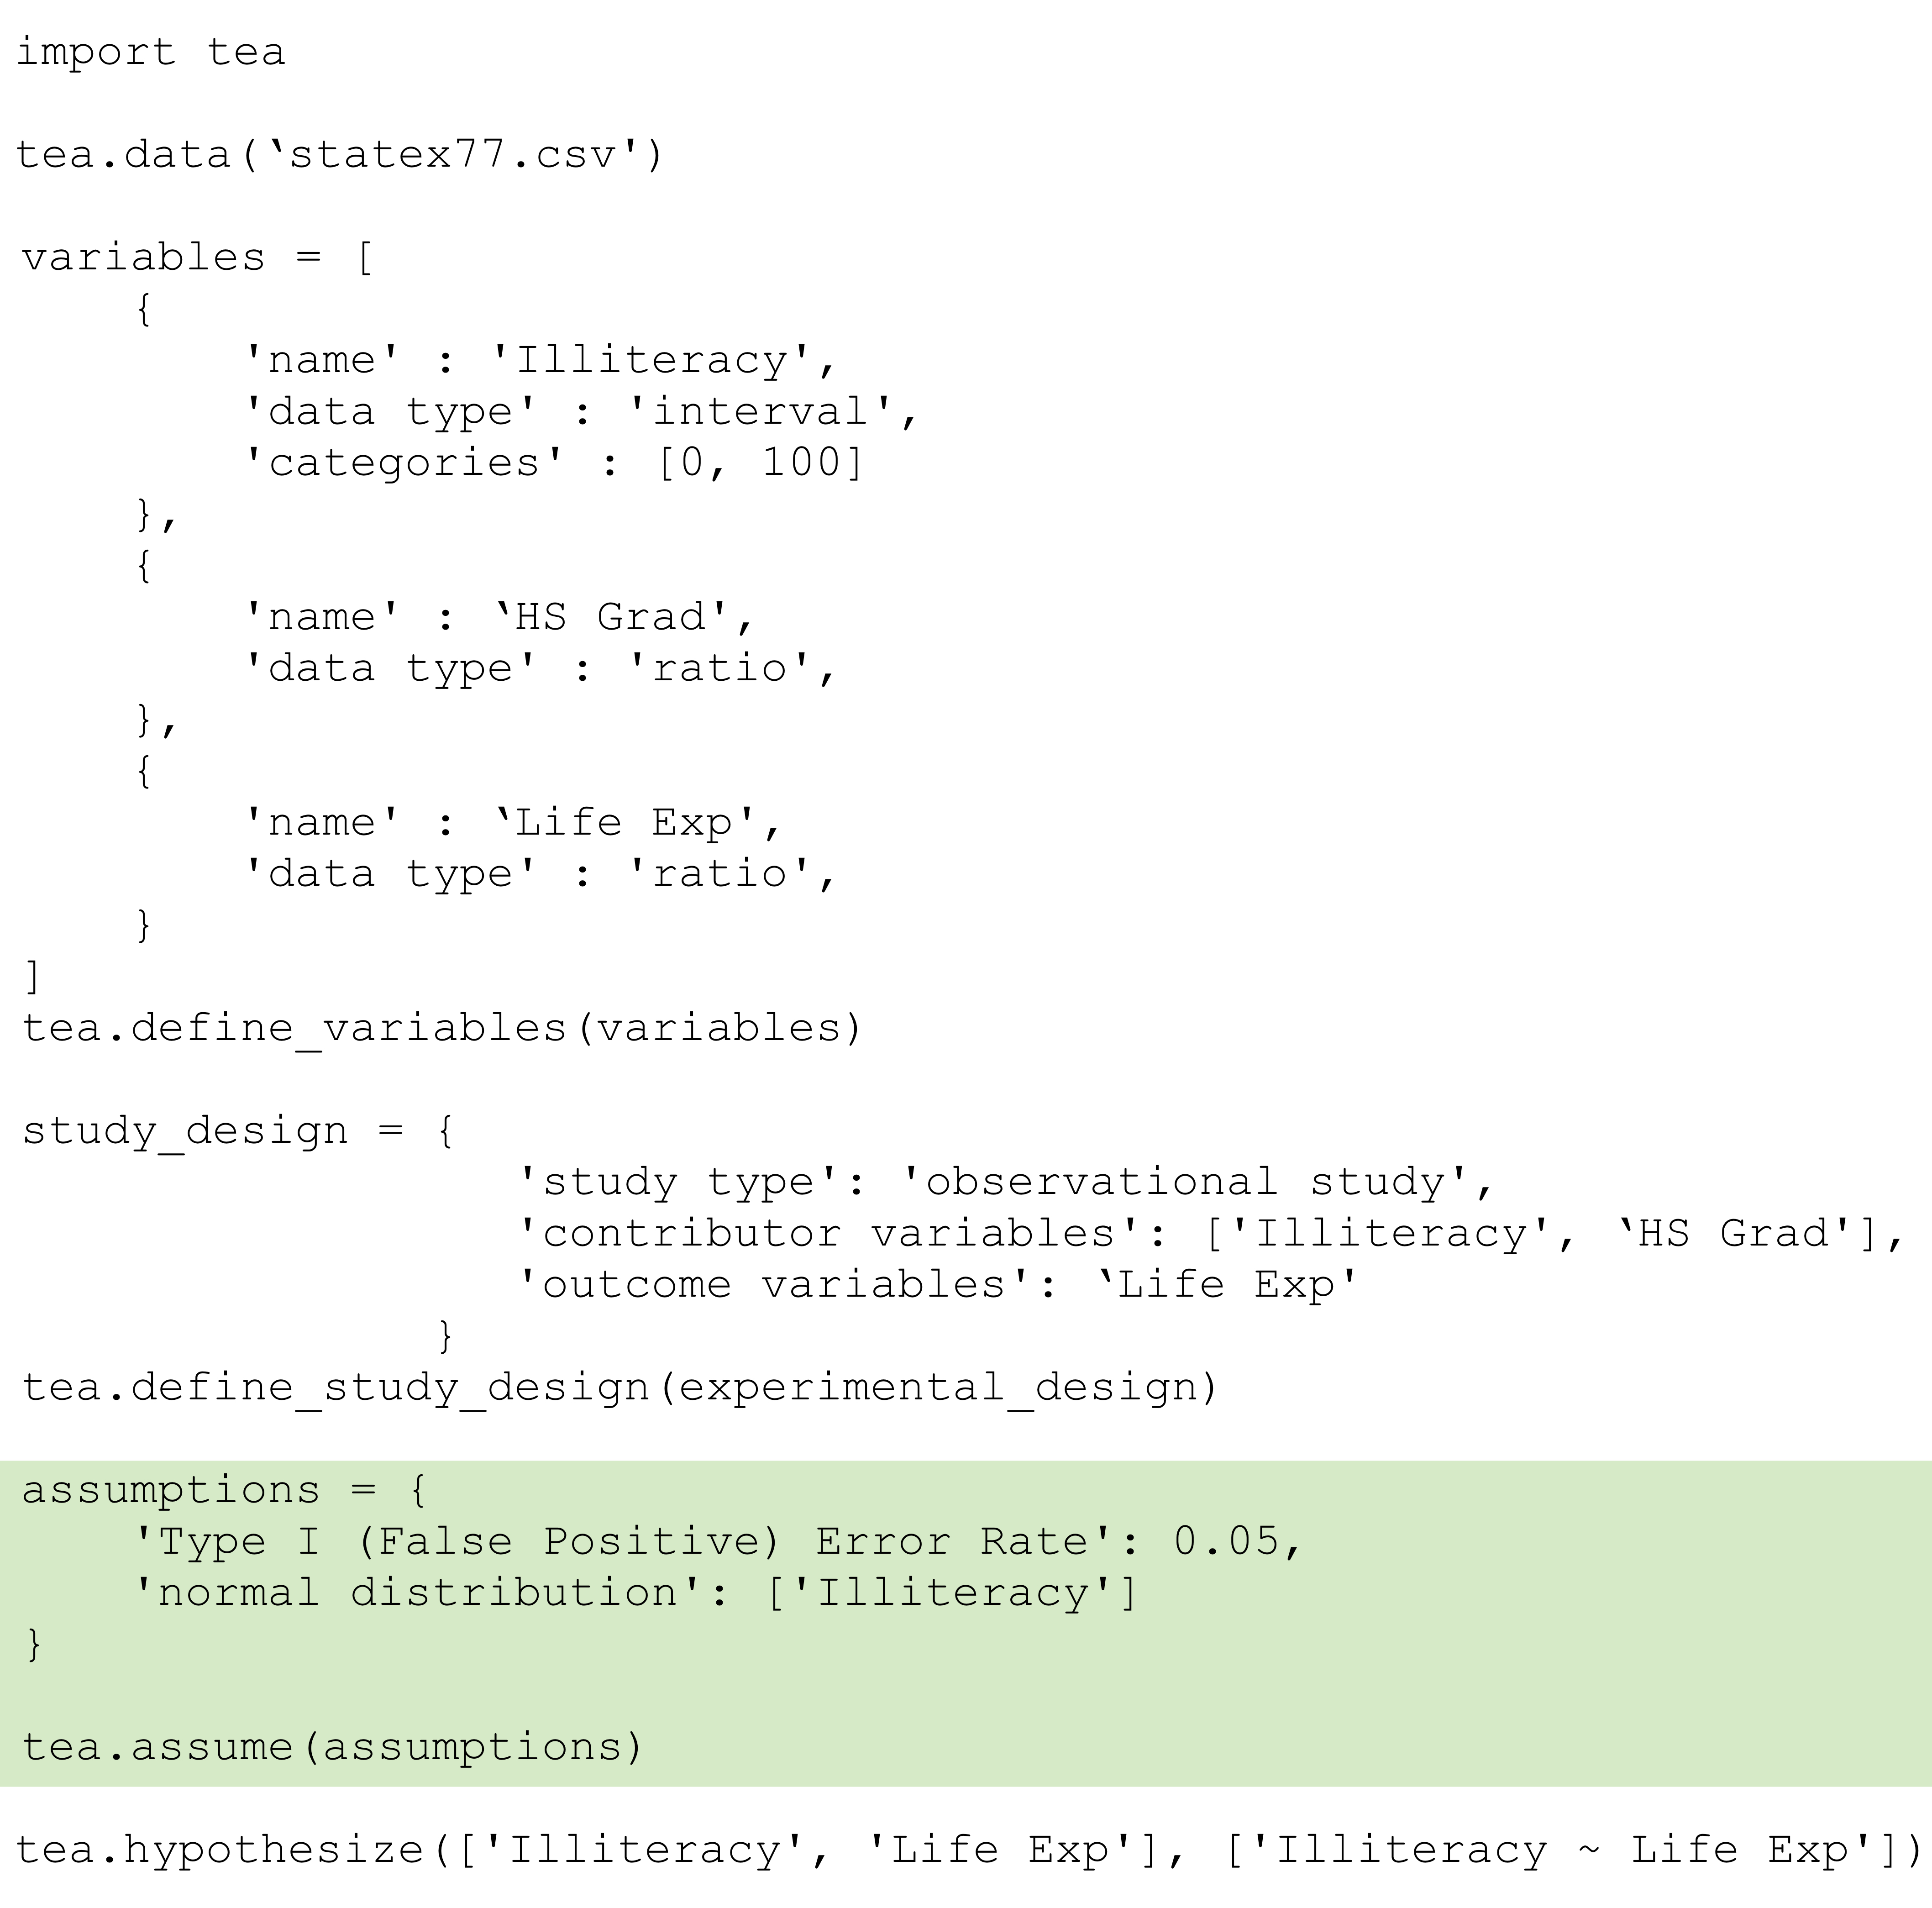 import tea
tea.data(‛statex77.csv')
variables = [
{
'name' : 'Illiteracy',
'data type' : 'interval',
'categories' : [0, 100]
},
{
'name' : ‛HS Grad',
'data type' : 'ratio',
},
{
'name' : ‛Life Exp',
'data type' : 'ratio',
}
]
tea.define_variables(variables)
study_design = {
'study type': 'observational study',
'contributor variables': ['Illiteracy', ‛HS Grad'],
'outcome variables': ‛Life Exp'
}
tea.define_study_design(experimental_design)
assumptions = {
'Type I (False Positive) Error Rate': 0.05,
'normal distribution': ['Illiteracy']
}
tea.assume(assumptions)
tea.hypothesize(['Illiteracy', 'Life Exp'], ['Illiteracy ~ Life Exp'])